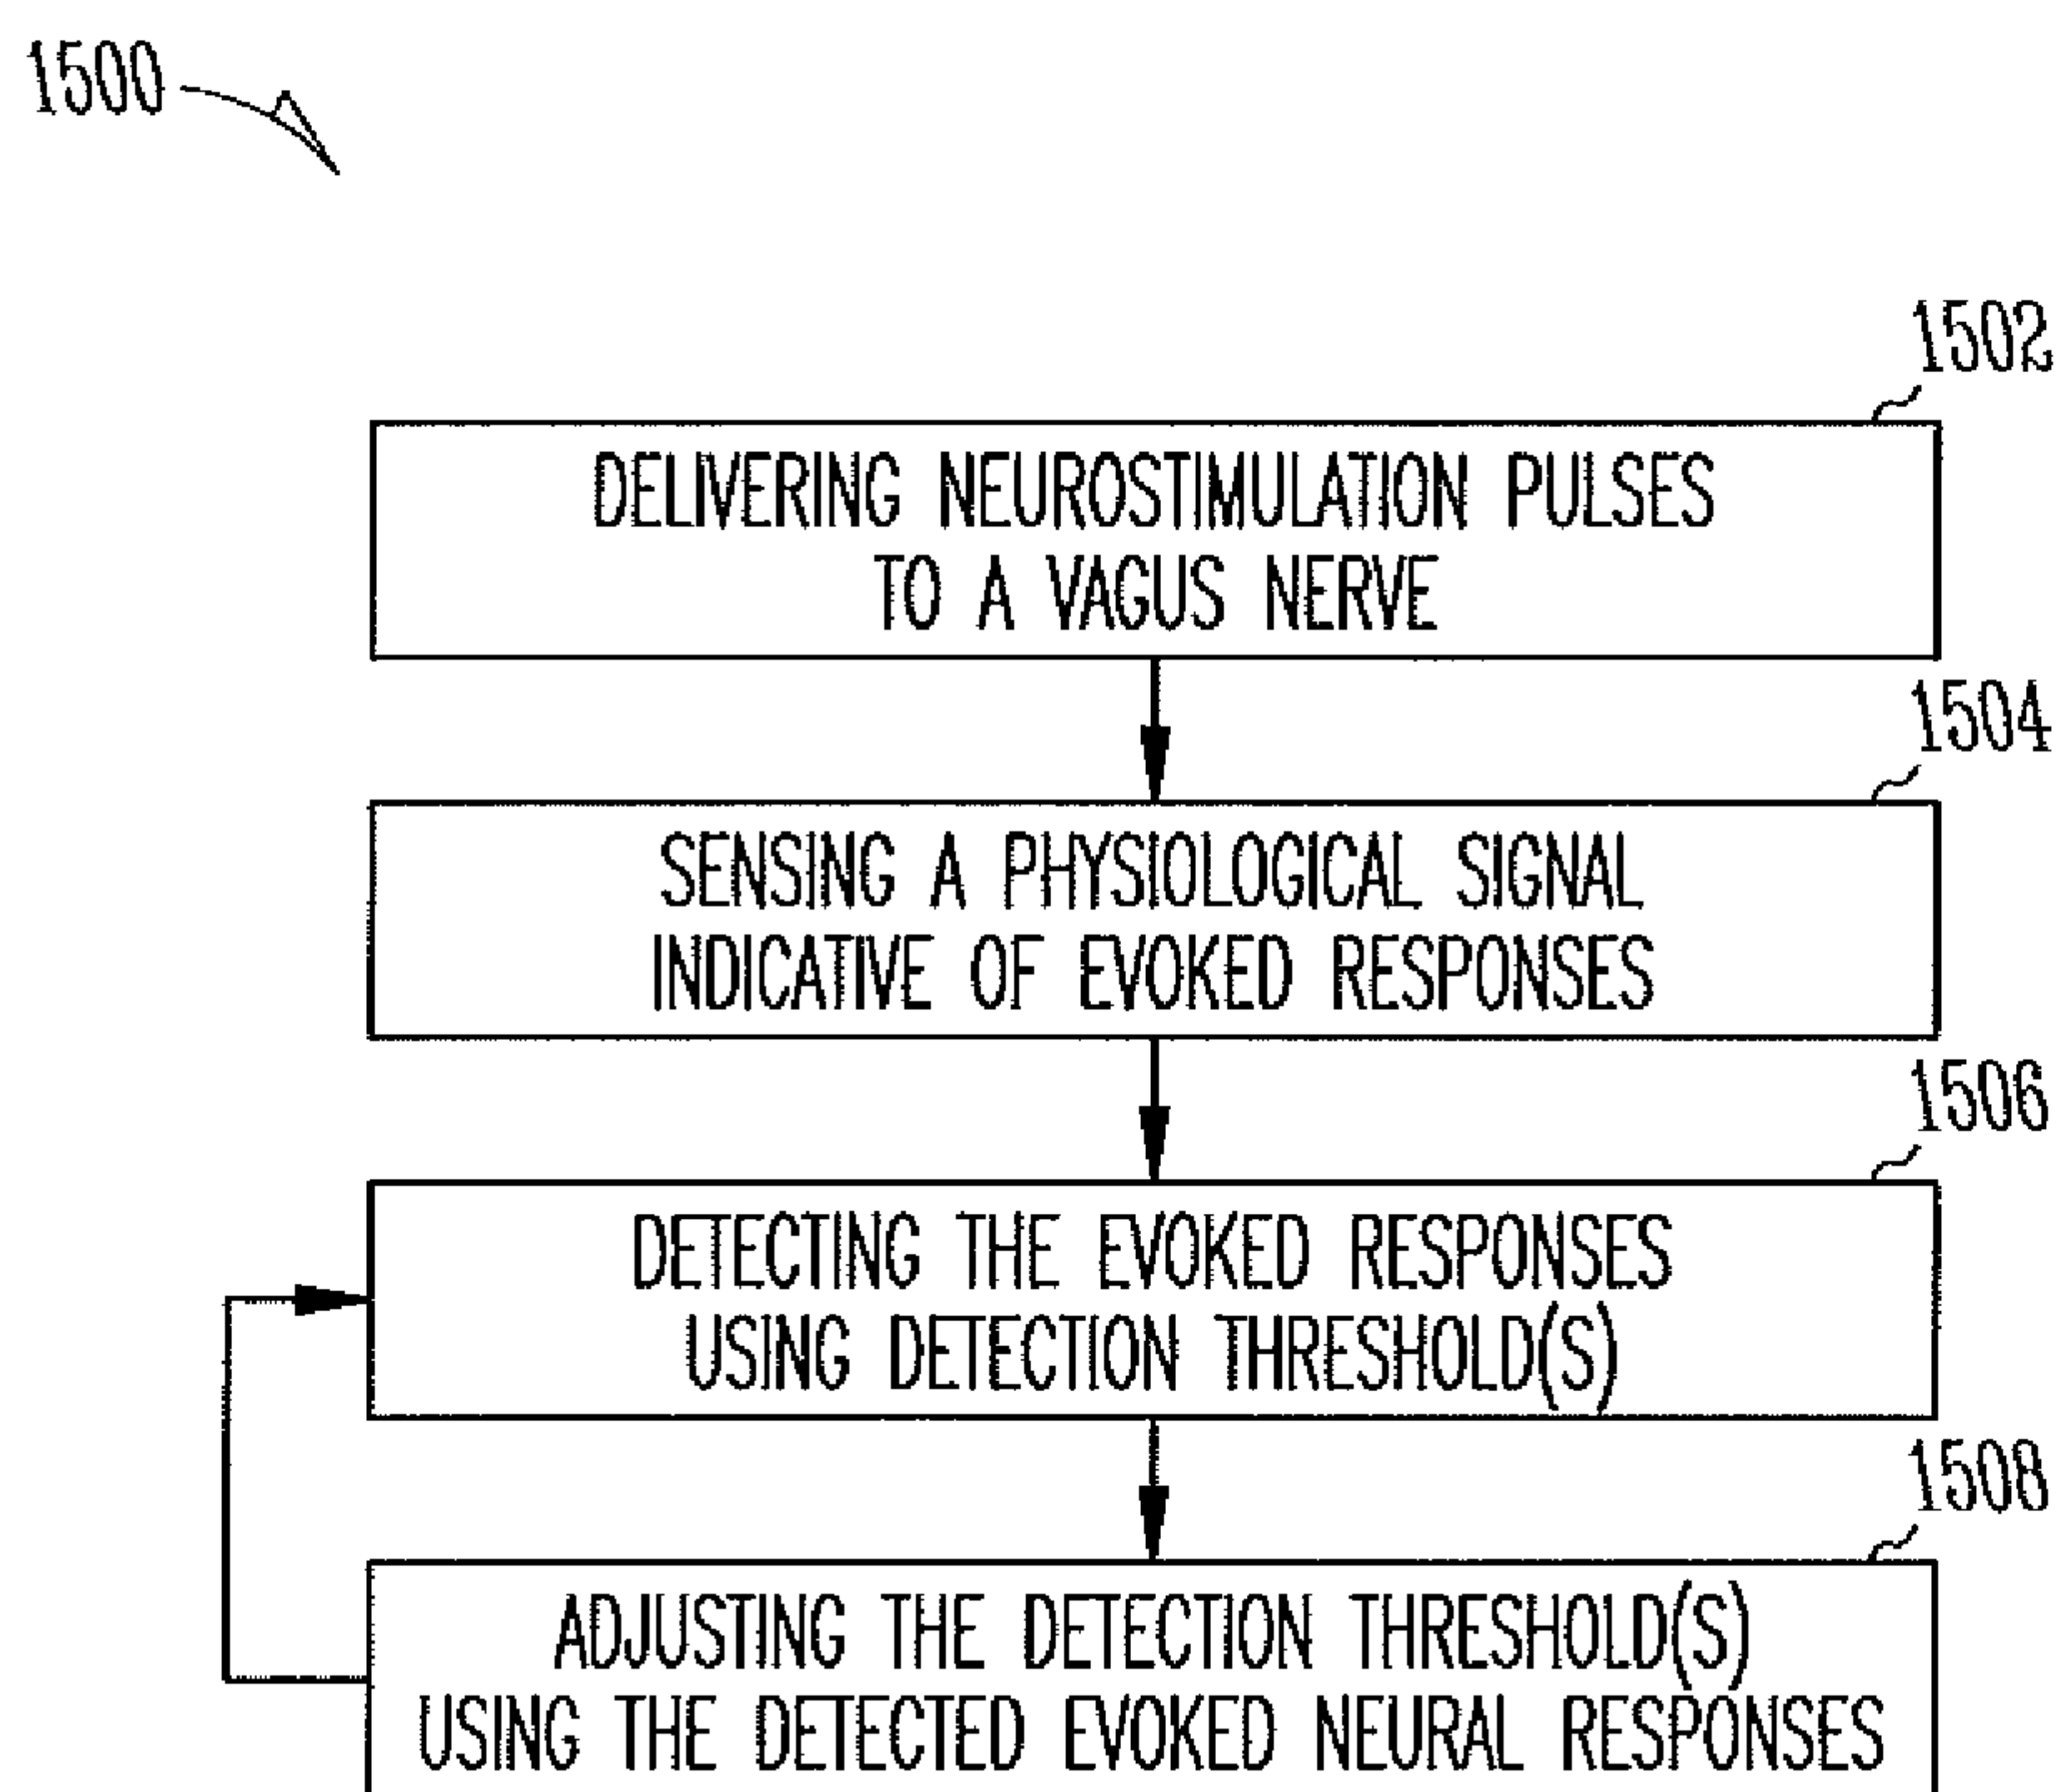 1500
1502
DELIVERING NEUROSTIMULATION PULSES
TO A VAGUS NERVE
1504
SENSING A PHYSIOLOGICAL SIGNAL
INDICATIVE OF EVOKED RESPONSES
1506
DETECTING THE EVOKED RESPONSES
USING DETECTION THRESHOLD(S)
1508
ADJUSTING THE DETECTION THRESHOLD(S)
USING THE DETECTED EVOKED NEURAL RESPONSES